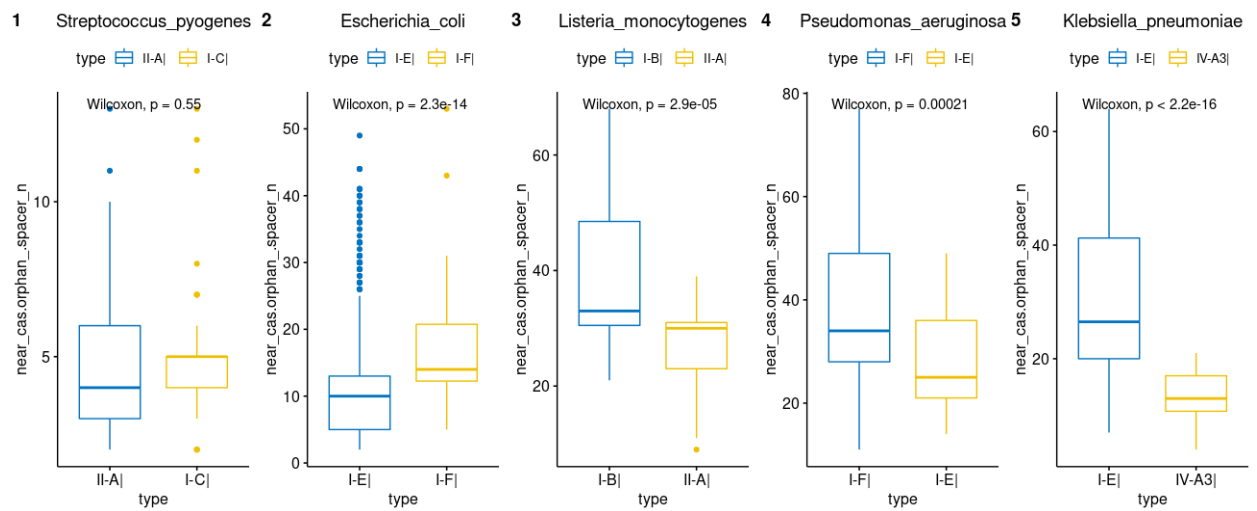 1 Streptococcus_pyogenes
type II-A| I-C|
Wilcoxon, p = 0.55
near_cas.orphan_.spacer_n
10
5
II-A| I-C|
type
2 Escherichia_coli
type I-E| I-F|
Wilcoxon, p = 2.3e-14
near_cas.orphan_.spacer_n
50
40
30
20
10
0
I-E| I-F|
type
3 Listeria_monocytogenes
type I-B| II-A|
Wilcoxon, p = 2.9e-05
near_cas.orphan_.spacer_n
60
40
20
I-B| II-A|
type
4 Pseudomonas_aeruginosa
type I-F| I-E|
Wilcoxon, p = 0.00021
near_cas.orphan_.spacer_n
80
60
40
20
I-F| I-E|
type
5 Klebsiella_pneumoniae
type I-E| IV-A3|
Wilcoxon, p < 2.2e-16
near_cas.orphan_.spacer_n
60
40
20
I-E| IV-A3|
type